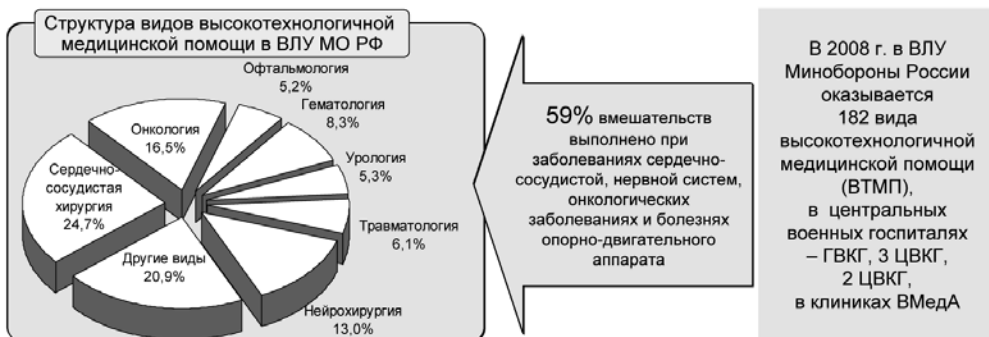 Структура видов высокотехнологичной
медицинской помощи в ВЛУ МО РФ
Офтальмология
5,2%
Гематология
8,3%
Онкология
16,5%
Урология
5,3%
Сердечно-
сосудистая
хирургия
24,7%
Травматология
6,1%
Другие виды
20,9%
Нейрохирургия
13,0%
59% вмешательств
выполнено при
заболеваниях сердечно-
сосудистой, нервной систем,
онкологических
заболеваниях и болезнях
опорно-двигательного
аппарата
В 2008 г. в ВЛУ
Минобороны России
оказывается
182 вида
высокотехнологичной
медицинской помощи
(ВТМП),
в центральных
военных госпиталях
– ГВКГ, 3 ЦВКГ,
2 ЦВКГ,
в клиниках ВМедА